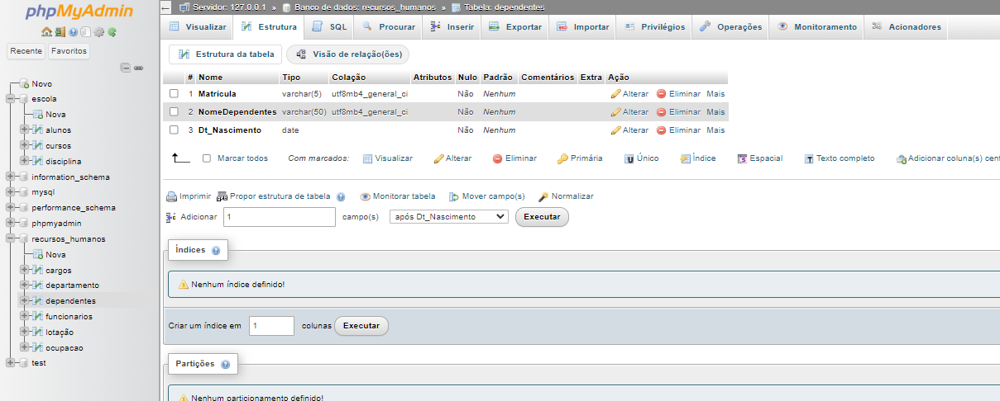 phpMyAdmin
Recente Favoritos
Novo
escola
Nova
alunos
cursos
disciplina
information_schema
mysql
performance_schema
phpmyadmin
recursos_humanos
Nova
cargos
departamento
dependentes
funcionarios
lotação
ocupacao
test
Servidor: 127.0.0.1 » Banco de dados: recursos_humanos » Tabela: dependentes
Visualizar Estrutura SQL Procurar Inserir Exportar Importar Privilégios Operações Monitoramento Acionadores
Estrutura da tabela Visão de relação(ões)
# Nome Tipo Colação Atributos Nulo Padrão Comentários Extra Ação
1 Matricula varchar(5) utf8mb4_general_ci Não Nenhum Alterar Eliminar Mais
2 NomeDependentes varchar(50) utf8mb4_general_ci Não Nenhum Alterar Eliminar Mais
3 Dt_Nascimento date Não Nenhum Alterar Eliminar Mais
Marcar todos Com marcados: Visualizar Alterar Eliminar Primária Único Índice Espacial Texto completo Adicionar coluna(s) cent
Imprimir Propor estrutura de tabela Monitorar tabela Mover campo(s) Normalizar
Adicionar 1 campo(s) após Dt_Nascimento Executar
Índices
Nenhum índice definido!
Criar um índice em 1 colunas Executar
Partições
Nenhum particionamento definido!